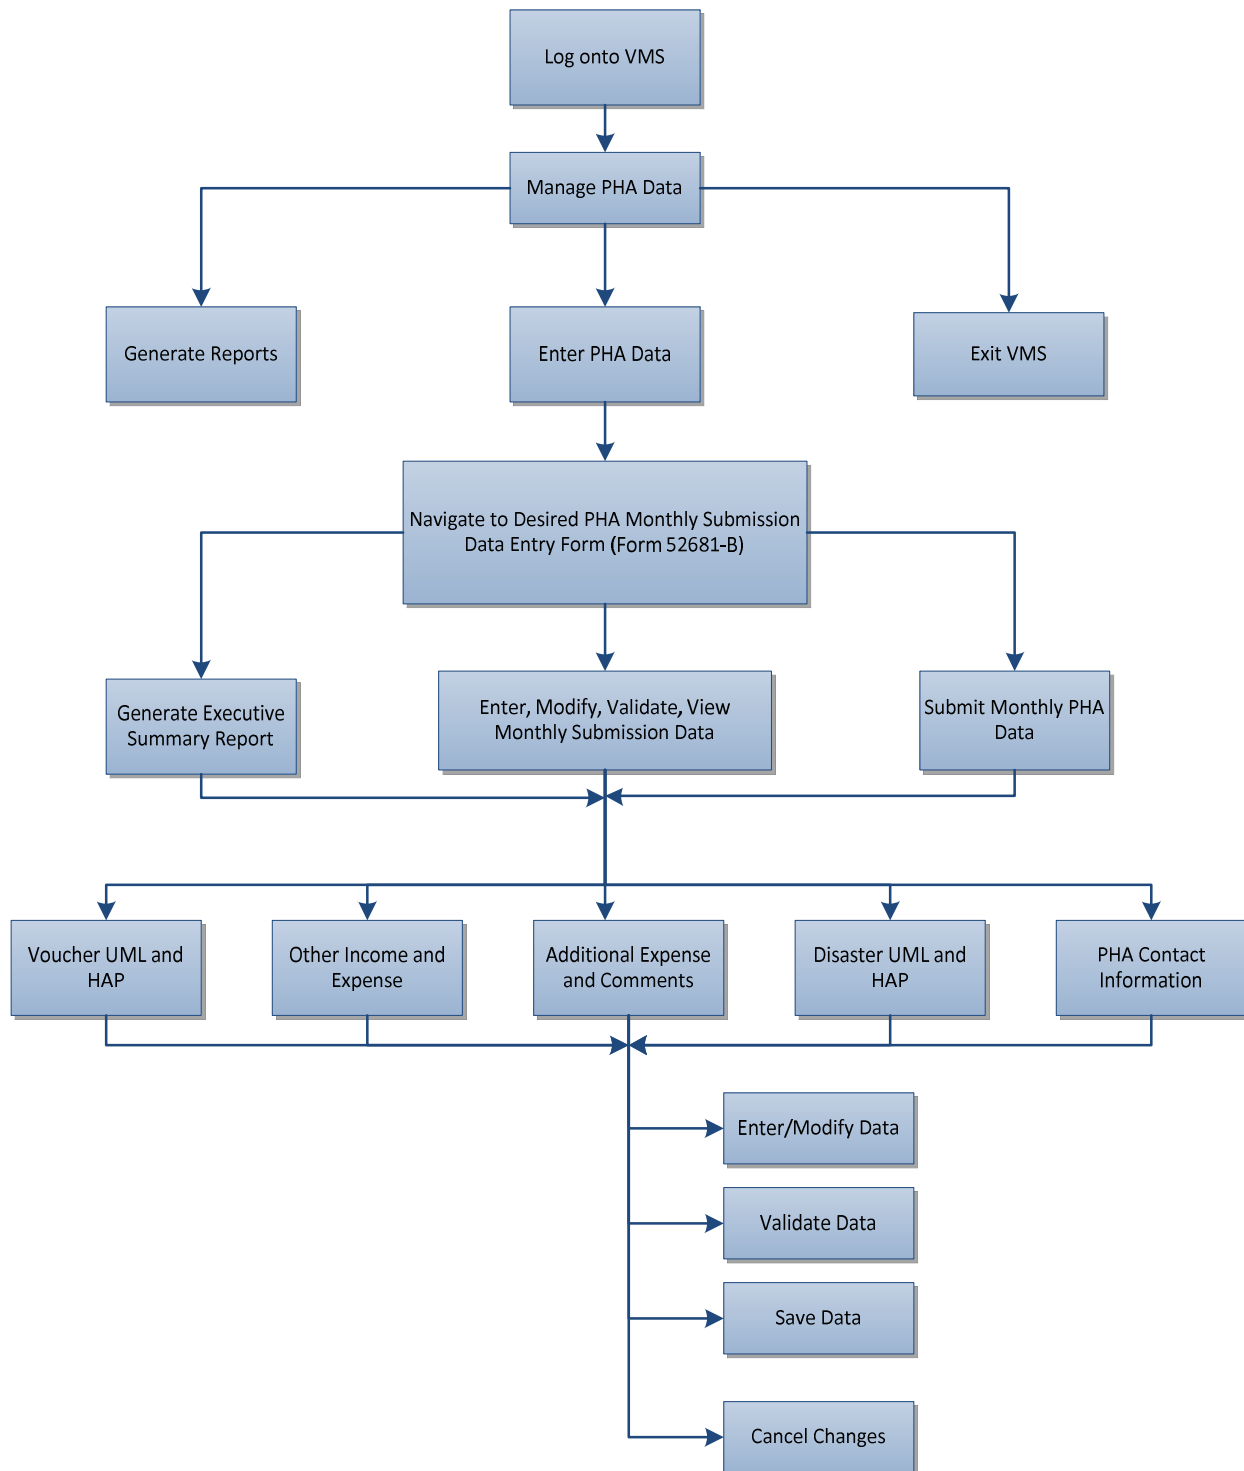 Log onto VMS
Manage PHA Data
Generate Reports
Enter PHA Data
Exit VMS
Navigate to Desired PHA Monthly Submission
Data Entry Form (Form 52681-B)
Generate Executive
Summary Report
Enter, Modify, Validate, View
Monthly Submission Data
Submit Monthly PHA
Data
Voucher UML and
HAP
Other Income and
Expense
Additional Expense
and Comments
Disaster UML and
HAP
PHA Contact
Information
Enter/Modify Data
Validate Data
Save Data
Cancel Changes